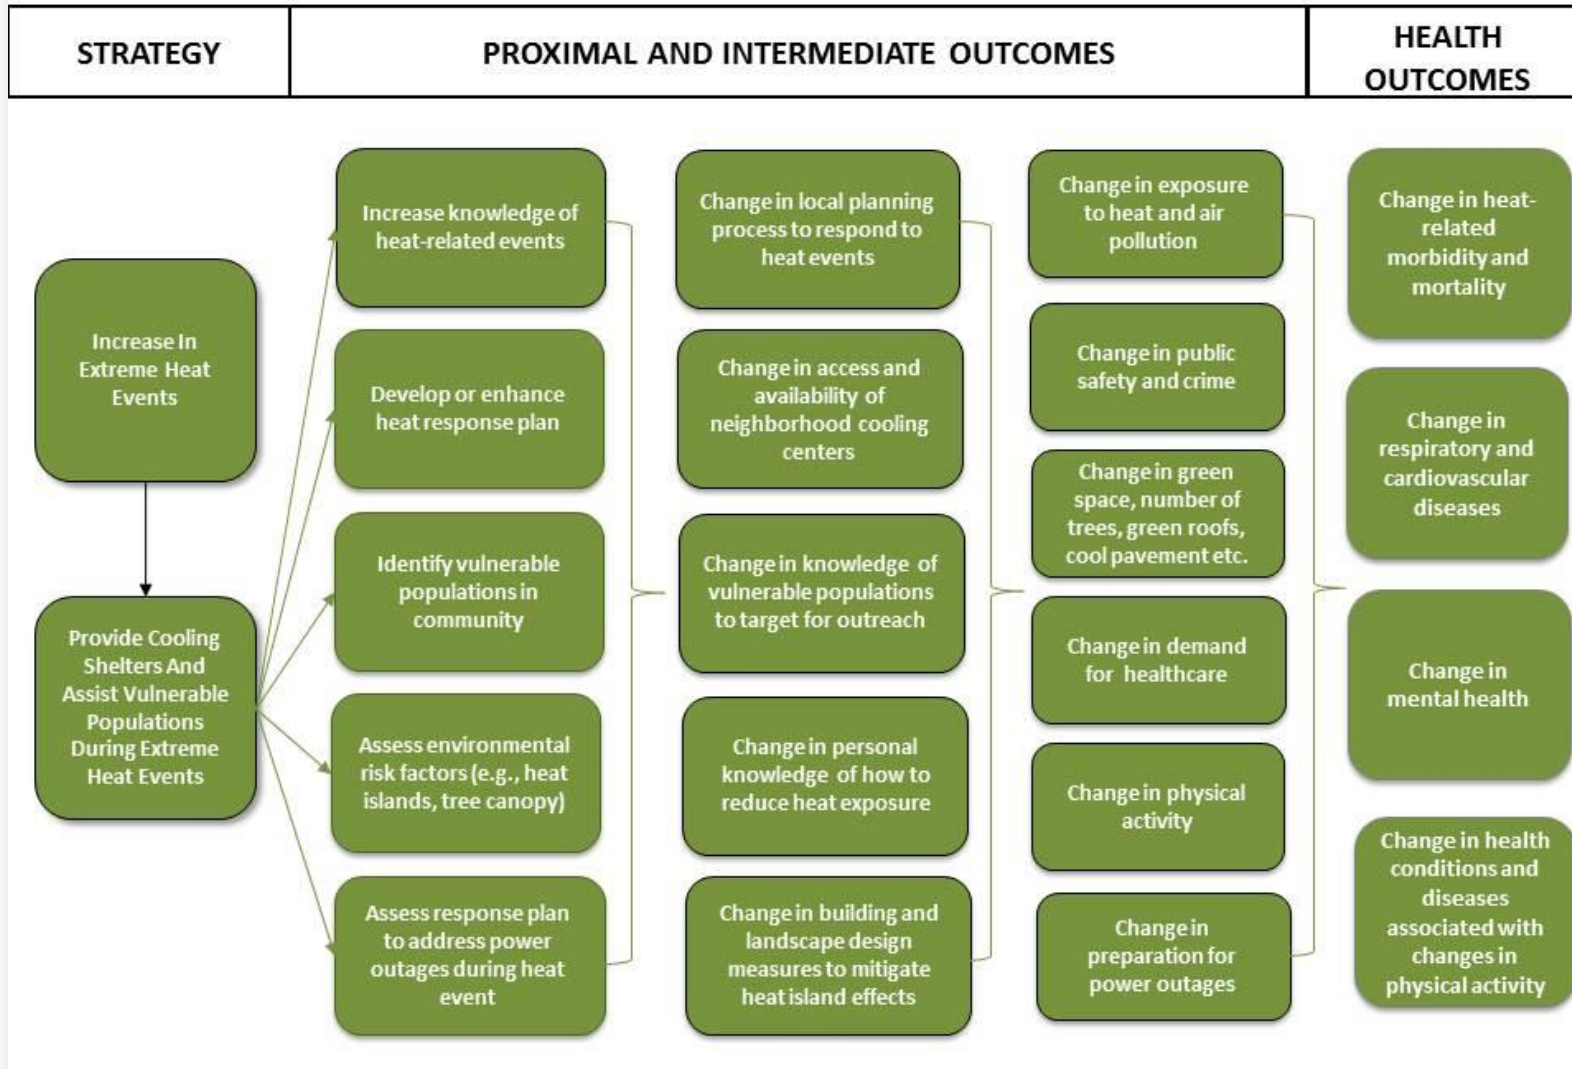 STRATEGY
PROXIMAL AND INTERMEDIATE OUTCOMES
HEALTH
OUTCOMES
Increase In
Extreme Heat
Events
Provide Cooling
Shelters And
Assist Vulnerable
Populations
During Extreme
Heat Events
Increase knowledge of
heat-related events
Develop or enhance
heat response plan
Identify vulnerable
populations in
community
Assess environmental
risk factors (e.g., heat
islands, tree canopy)
Assess response plan
to address power
outages during heat
event
Change in local planning
process to respond to
heat events
Change in access and
availability of
neighborhood cooling
centers
Change in knowledge of
vulnerable populations
to target for outreach
Change in personal
knowledge of how to
reduce heat exposure
Change in building and
landscape design
measures to mitigate
heat island effects
Change in exposure
to heat and air
pollution
Change in public
safety and crime
Change in green
space, number of
trees, green roofs,
cool pavement etc.
Change in demand
for healthcare
Change in physical
activity
Change in
preparation for
power outages
Change in heat-
related
morbidity and
mortality
Change in
respiratory and
cardiovascular
diseases
Change in
mental health
Change in health
conditions and
diseases
associated with
changes in
physical activity